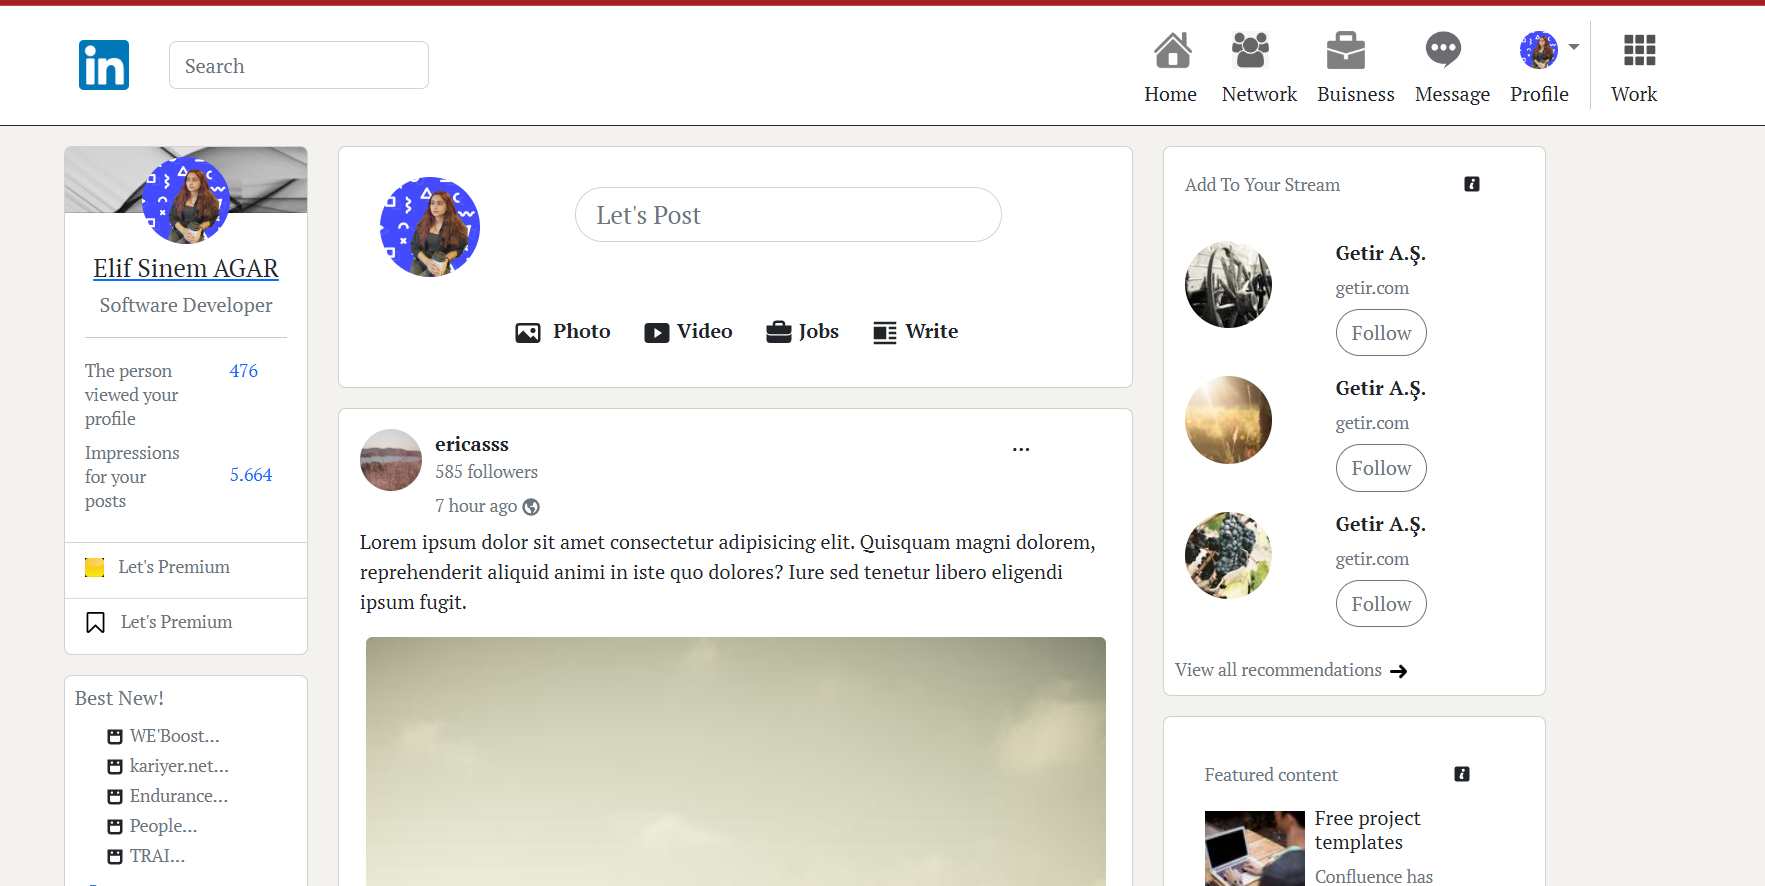 in
Search
Home
Network
Buisness
Message
Profile
Work
Elif Sinem AGAR
Software Developer
The person
viewed your
profile
476
Impressions
for your
posts
5.664
Let's Premium
Let's Premium
Best New!
WE'Boost...
kariyer.net...
Endurance...
People...
TRAI...
Let's Post
Photo
Video
Jobs
Write
ericasss
...
585 followers
7 hour ago
Lorem ipsum dolor sit amet consectetur adipisicing elit. Quisquam magni dolorem,
reprehenderit aliquid animi in iste quo dolores? Iure sed tenetur libero eligendi
ipsum fugit.
Add To Your Stream
Getir A.Ş.
getir.com
Follow
Getir A.Ş.
getir.com
Follow
Getir A.Ş.
getir.com
Follow
View all recommendations
Featured content
Free project
templates
Confluence has